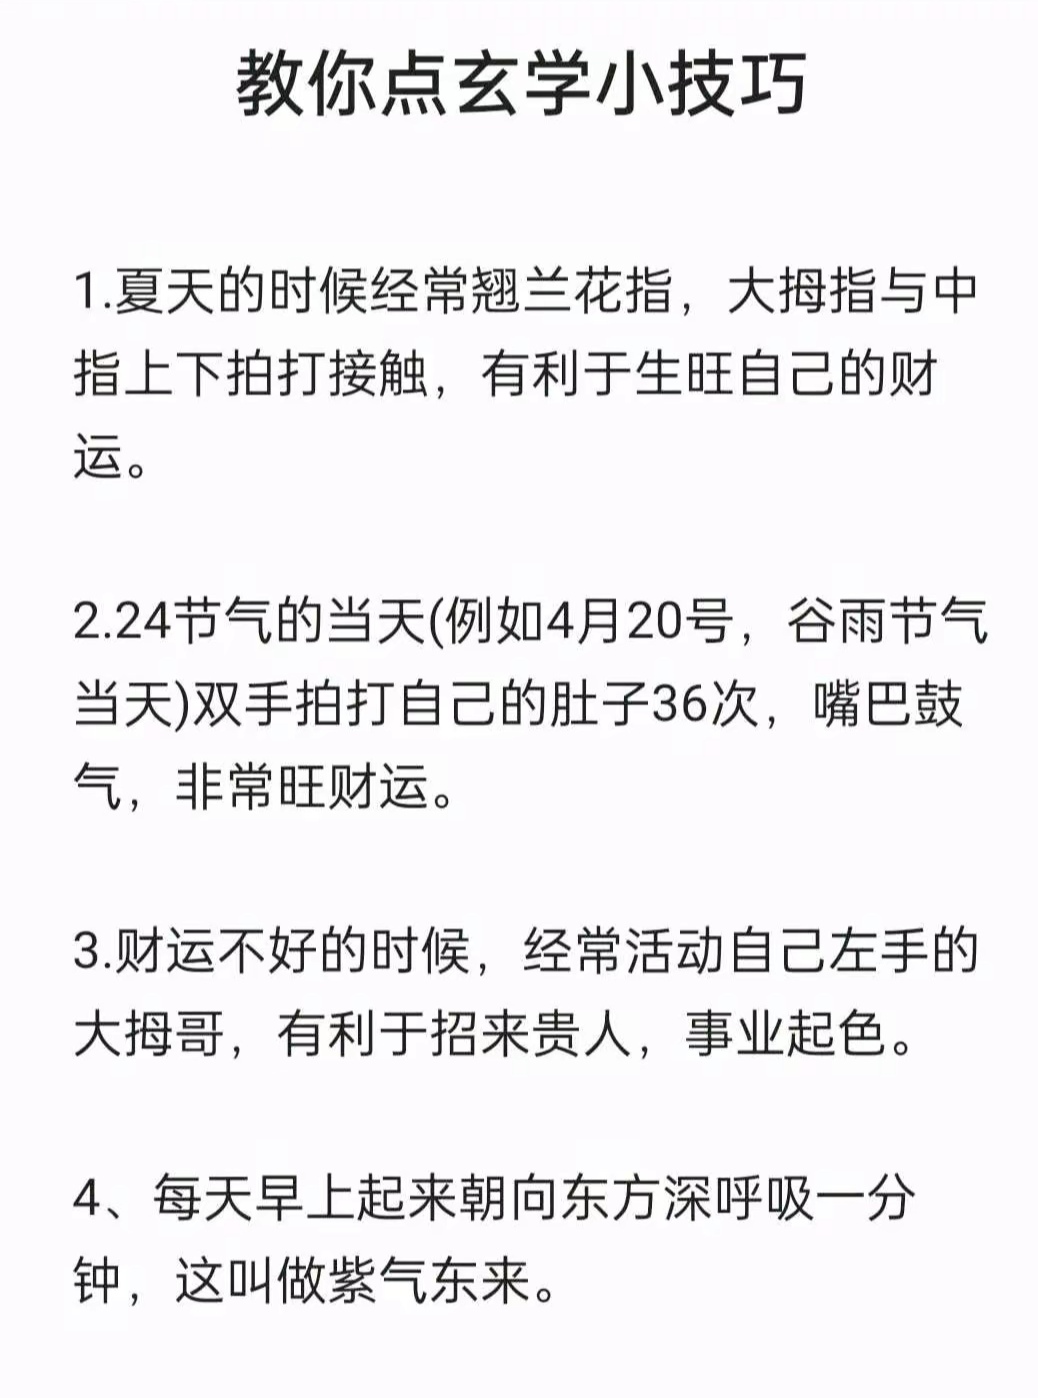 教你点玄学小技巧
1.夏天的时候经常翘兰花指，大拇指与中
指上下拍打接触，有利于生旺自己的财
运。
2.24节气的当天(例如4月20号，谷雨节气
当天)双手拍打自己的肚子36次，嘴巴鼓
气，非常旺财运。
3.财运不好的时候，经常活动自己左手的
大拇哥，有利于招来贵人，事业起色。
4、每天早上起来朝向东方深呼吸一分
钟，这叫做紫气东来。